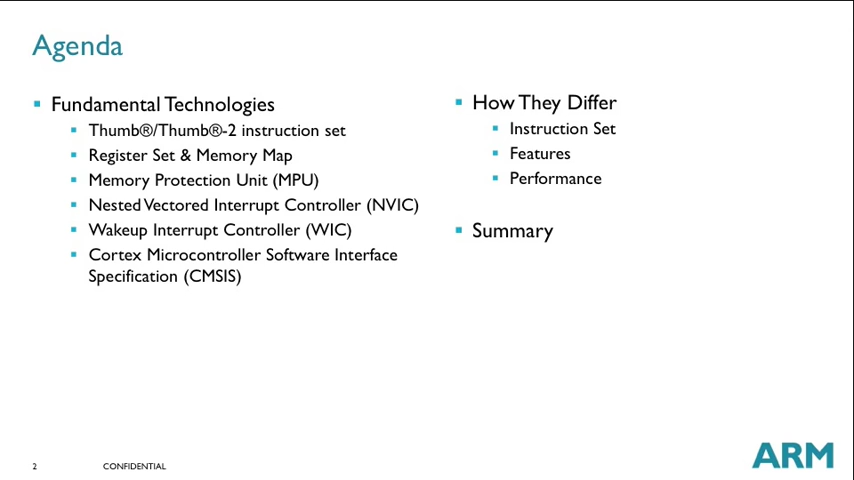 Agenda
Fundamental Technologies
Thumb®/Thumb®-2 instruction set
Register Set & Memory Map
Memory Protection Unit (MPU)
Nested Vectored Interrupt Controller (NVIC)
Wakeup Interrupt Controller (WIC)
Cortex Microcontroller Software Interface
Specification (CMSIS)
How They Differ
Instruction Set
Features
Performance
Summary
2
CONFIDENTIAL
ARM